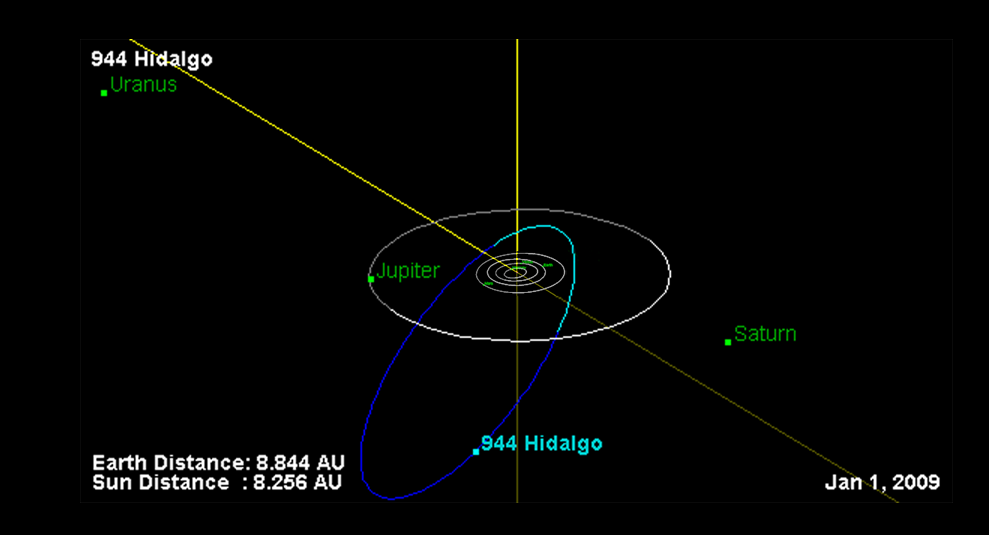 944 Hidalgo
Uranus
Jupiter
Saturn
944 Hidalgo
Earth Distance: 8.844 AU
Sun Distance : 8.256 AU
Jan 1, 2009